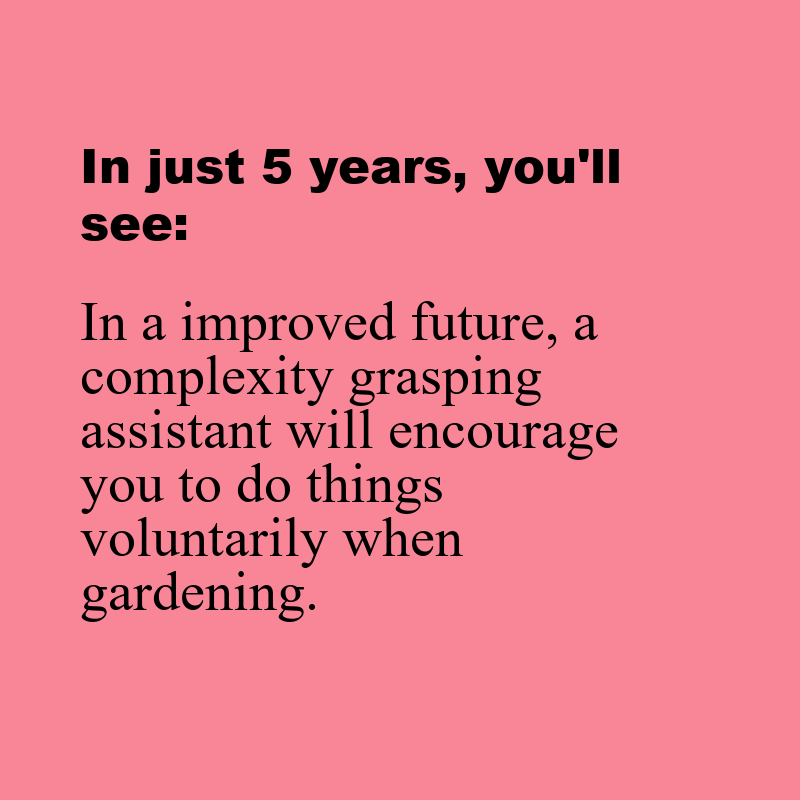 In just 5 years, you'll
see:
In a improved future, a
complexity grasping
assistant will encourage
you to do things
voluntarily when
gardening.